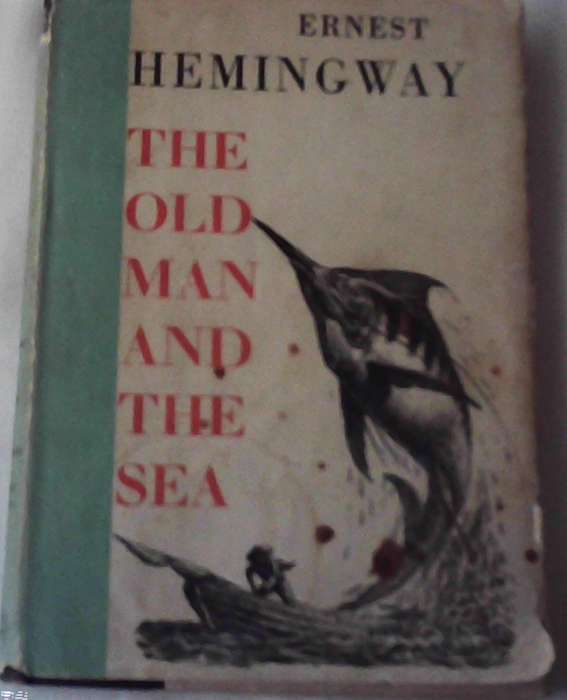 ERNEST
HEMINGWAY
THE
OLD
MAN
AND
THE
SEA